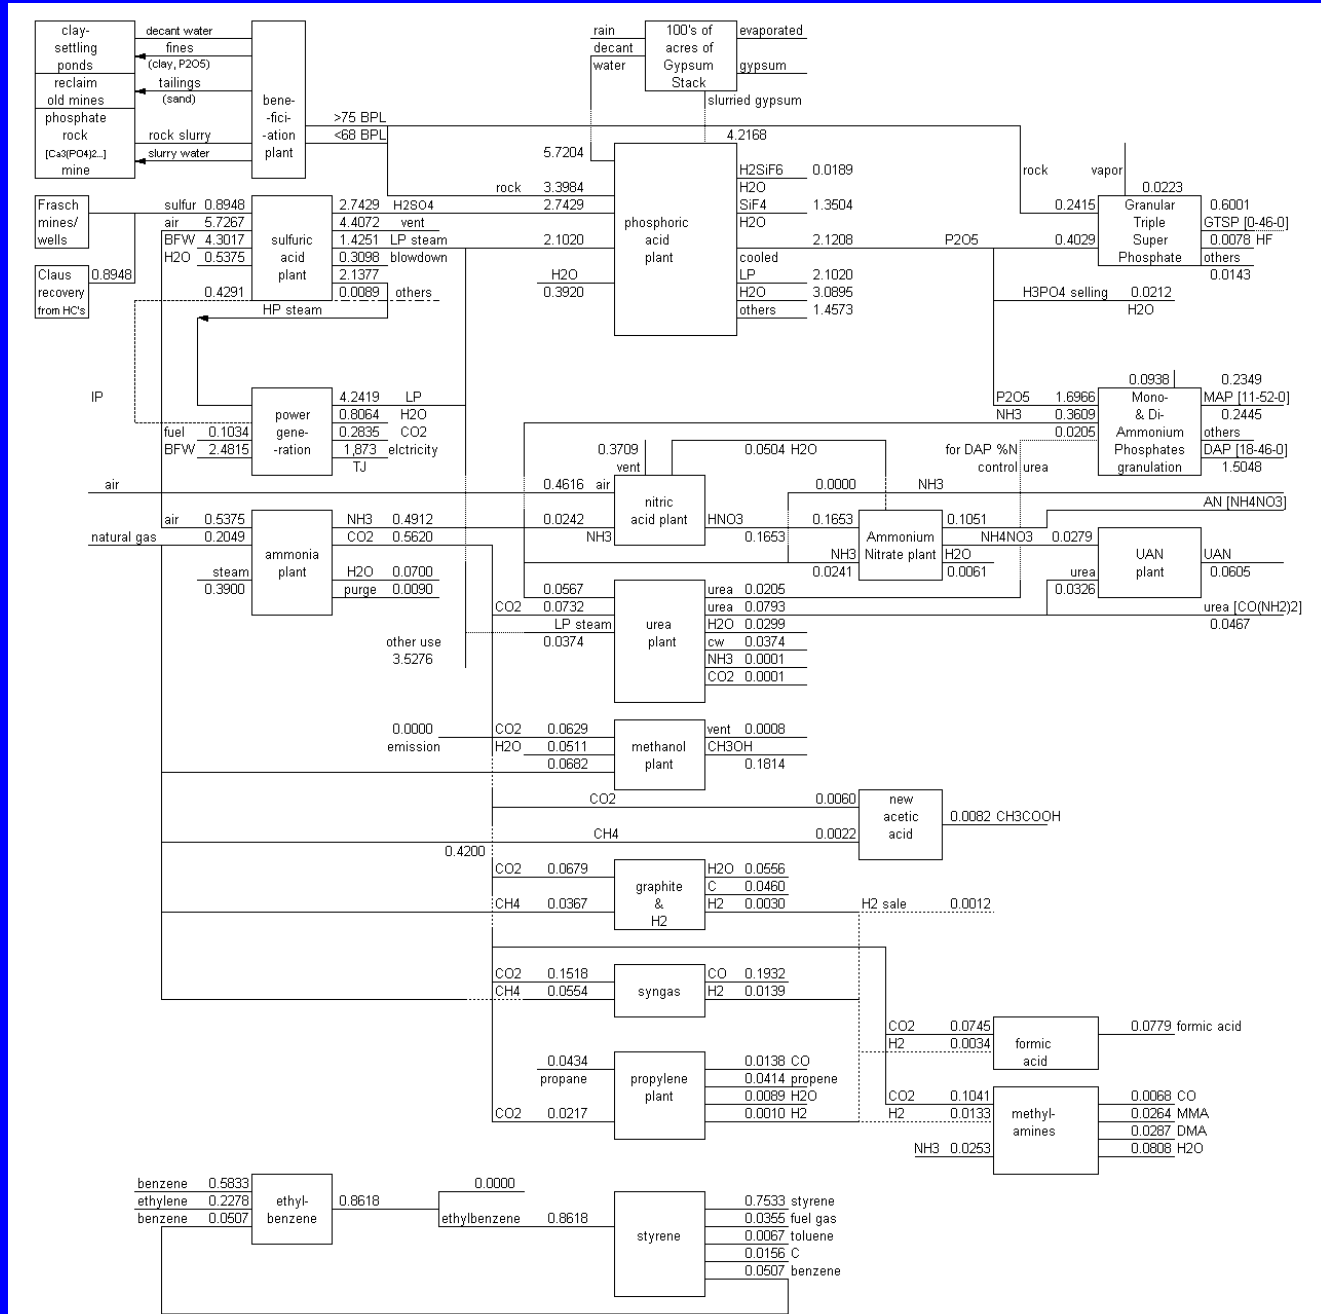 clay-
settling
ponds
reclaim
old mines
phosphate
rock
[Ca3(PO4)2...]
mine
decant water
fines
(clay, P2O5)
tailings
(sand)
rock slurry
slurry water
bene-
-fici-
-ation
plant
>75 BPL
<68 BPL
rain
decant
water
100's of
acres of
Gypsum
Stack
evaporated
gypsum
slurried gypsum
4.2168
5.7204
rock 3.3984
2.7429
2.1020
H2O
0.3920
phosphoric
acid
plant
H2SiF6 0.0189
H2O
SiF4 1.3504
H2O
2.1208
cooled
LP 2.1020
H2O 3.0895
others 1.4573
P2O5
rock
vapor
0.0223
0.2415
0.4029
Granular
Triple
Super
Phosphate
0.6001
GTSP [0-46-0]
0.0078 HF
others
0.0143
H3PO4 selling 0.0212
H2O
Frasch
mines/
wells
Claus
recovery
from HC's
0.8948
sulfur 0.8948
air 5.7267
BFW 4.3017
H2O 0.5375
0.4291
sulfuric
acid
plant
2.7429 H2SO4
4.4072 vent
1.4251 LP steam
0.3098 blowdown
2.1377
0.0089 others
HP steam
IP
power
gene-
-ration
fuel 0.1034
BFW 2.4815
4.2419 LP
0.8064 H2O
0.2835 CO2
1,873 elctricity
TJ
0.0938
P2O5 1.6966
NH3 0.3609
0.0205
for DAP %N
control urea
Mono-
& Di-
Ammonium
Phosphates
granulation
0.2349
MAP [11-52-0]
0.2445
others
DAP [18-46-0]
1.5048
air
0.3709
vent
0.0504 H2O
0.4616 air
0.0242
NH3
nitric
acid plant
HNO3
0.1653
0.1653
0.0000
NH3
AN [NH4NO3]
NH3
0.0241
Ammonium
Nitrate plant
0.1051
NH4NO3 0.0279
H2O
0.0061
UAN
plant
urea
0.0326
UAN
0.0605
air 0.5375
natural gas 0.2049
steam
0.3900
ammonia
plant
NH3 0.4912
CO2 0.5620
H2O 0.0700
purge 0.0090
0.0567
CO2 0.0732
LP steam
0.0374
other use
3.5276
urea
plant
urea 0.0205
urea 0.0793
H2O 0.0299
cw 0.0374
NH3 0.0001
CO2 0.0001
urea [CO(NH2)2]
0.0467
0.0000
emission
CO2 0.0629
H2O 0.0511
0.0682
methanol
plant
vent 0.0008
CH3OH
0.1814
CO2 0.0060
CH4 0.0022
new
acetic
acid
0.0082 CH3COOH
0.4200
CO2 0.0679
CH4 0.0367
graphite
&
H2
H2O 0.0556
C 0.0460
H2 0.0030
H2 sale 0.0012
CO2 0.1518
CH4 0.0554
syngas
CO 0.1932
H2 0.0139
CO2 0.0745
H2 0.0034
formic
acid
0.0779 formic acid
0.0434
propane
CO2 0.0217
propylene
plant
0.0138 CO
0.0414 propene
0.0089 H2O
0.0010 H2
CO2 0.1041
H2 0.0133
NH3 0.0253
methyl-
amines
0.0068 CO
0.0264 MMA
0.0287 DMA
0.0808 H2O
benzene 0.5833
ethylene 0.2278
benzene 0.0507
ethyl-
benzene
0.8618
0.0000
ethylbenzene 0.8618
styrene
0.7533 styrene
0.0355 fuel gas
0.0067 toluene
0.0156 C
0.0507 benzene